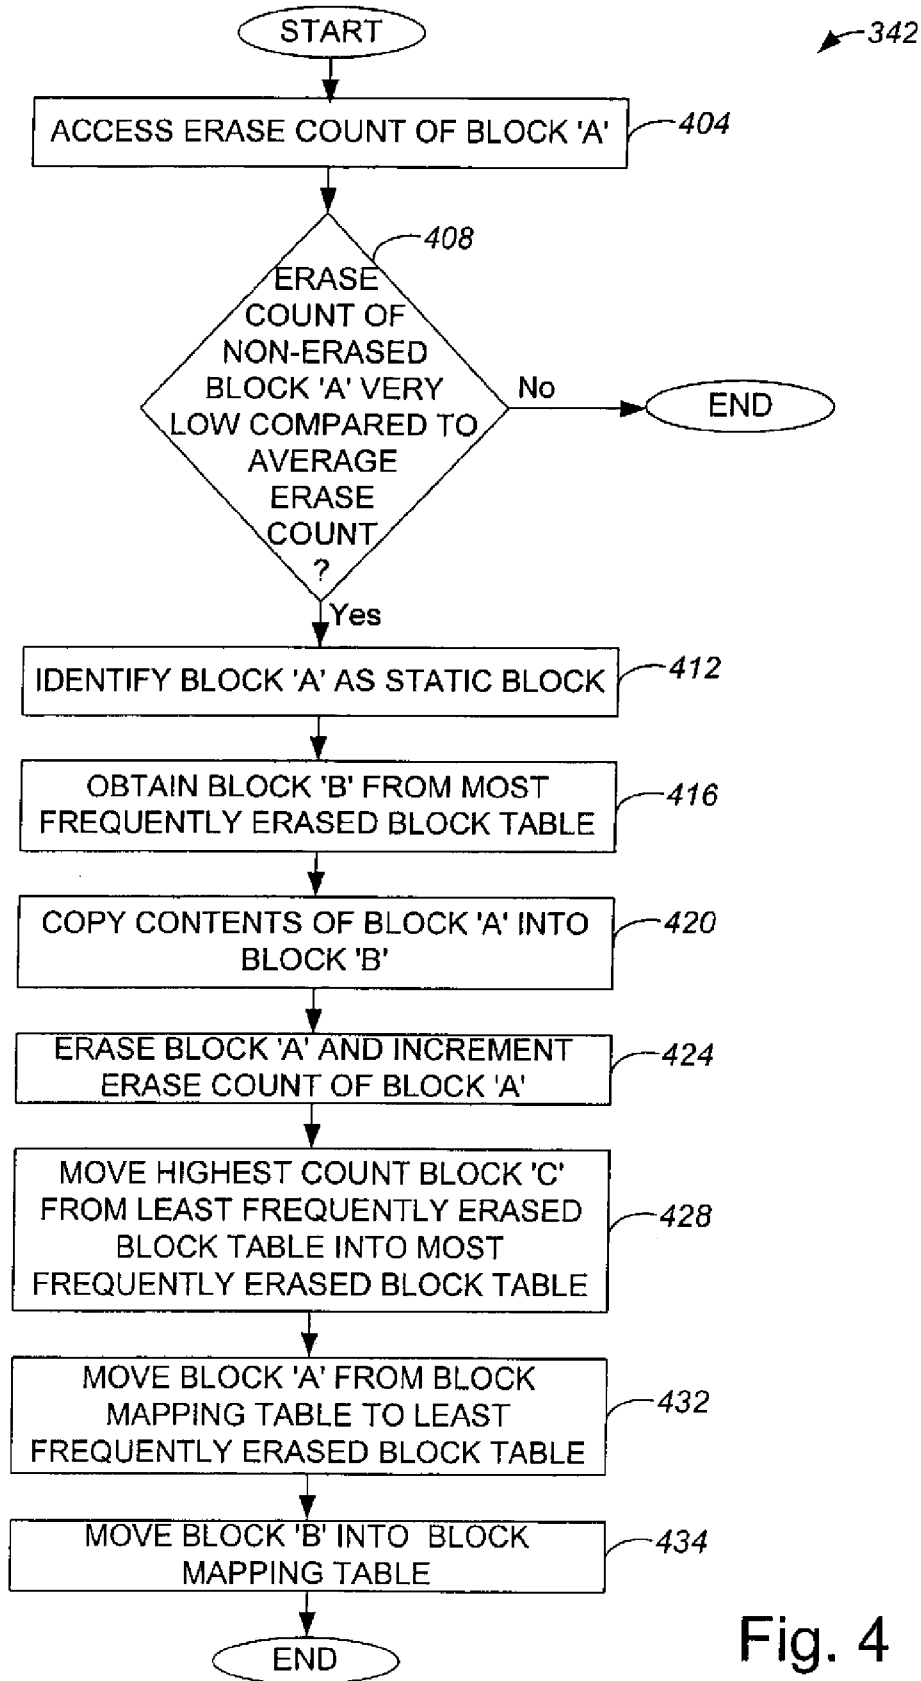 START
342
ACCESS ERASE COUNT OF BLOCK 'A'
404
408
ERASE
COUNT OF
NON-ERASED
BLOCK 'A' VERY
LOW COMPARED TO
AVERAGE
ERASE
COUNT
?
No
END
Yes
IDENTIFY BLOCK 'A' AS STATIC BLOCK
412
OBTAIN BLOCK 'B' FROM MOST
FREQUENTLY ERASED BLOCK TABLE
416
COPY CONTENTS OF BLOCK 'A' INTO
BLOCK 'B'
420
ERASE BLOCK 'A' AND INCREMENT
ERASE COUNT OF BLOCK 'A'
424
MOVE HIGHEST COUNT BLOCK 'C'
FROM LEAST FREQUENTLY ERASED
BLOCK TABLE INTO MOST
FREQUENTLY ERASED BLOCK TABLE
428
MOVE BLOCK 'A' FROM BLOCK
MAPPING TABLE TO LEAST
FREQUENTLY ERASED BLOCK TABLE
432
MOVE BLOCK 'B' INTO BLOCK
MAPPING TABLE
434
END
Fig. 4